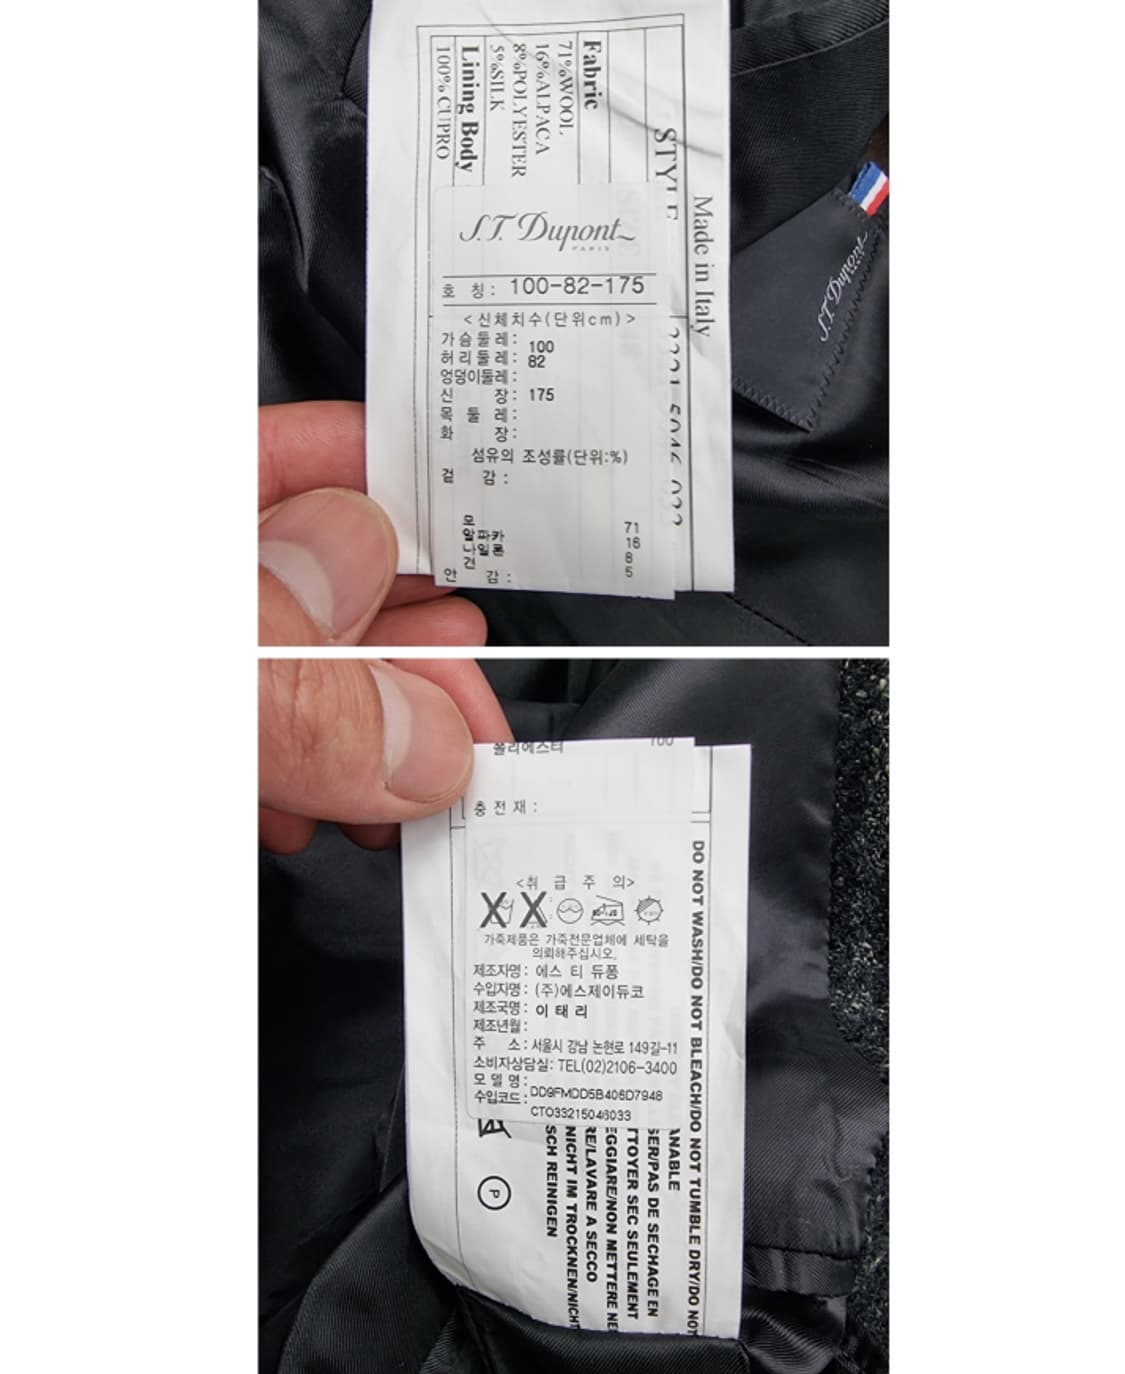 Made in Italy
STYLE
Fabric
71%WOOL
16%ALPACA
8%POLYESTER
5%SILK
Lining Body
100% CUPRO
S.T. Dupont
PARIS
호 칭 : 100-82-175
<신체치수(단위cm)>
가슴둘레: 100
허리둘레: 82
엉덩이둘레:
신 장: 175
목 둘 레:
화 장:
섬유의 조성률(단위:%)
겉 감 :
모 71
알파카 16
나일론 8
견 5
안 감 :
S.T. Dupont
폴리에스터 100
충 전 재 :
<취 급 주 의>
가죽제품은 가죽전문업체에 세탁을
의뢰해주십시오.
제조자명: 에스 티 듀퐁
수입자명: (주)에스제이듀코
제조국명: 이 태 리
제조년월:
주 소: 서울시 강남 논현로 149길-11
소비자상담실: TEL(02)2106-3400
모 델 명: DD9FMDD5B406D7948
수입코드: CTO33215046033
DO NOT WASH/DO NOT BLEACH/DO NOT TUMBLE DRY/DO NOT
ANABLE
SER/PAS DE SECHAGE EN
TTOYER SEC SEULEMENT
EGGIARE/NON METTERE NE
RE/LAVARE A SECCO
NICHT IM TROCKNEN/NICHT
SCH REINIGEN
P